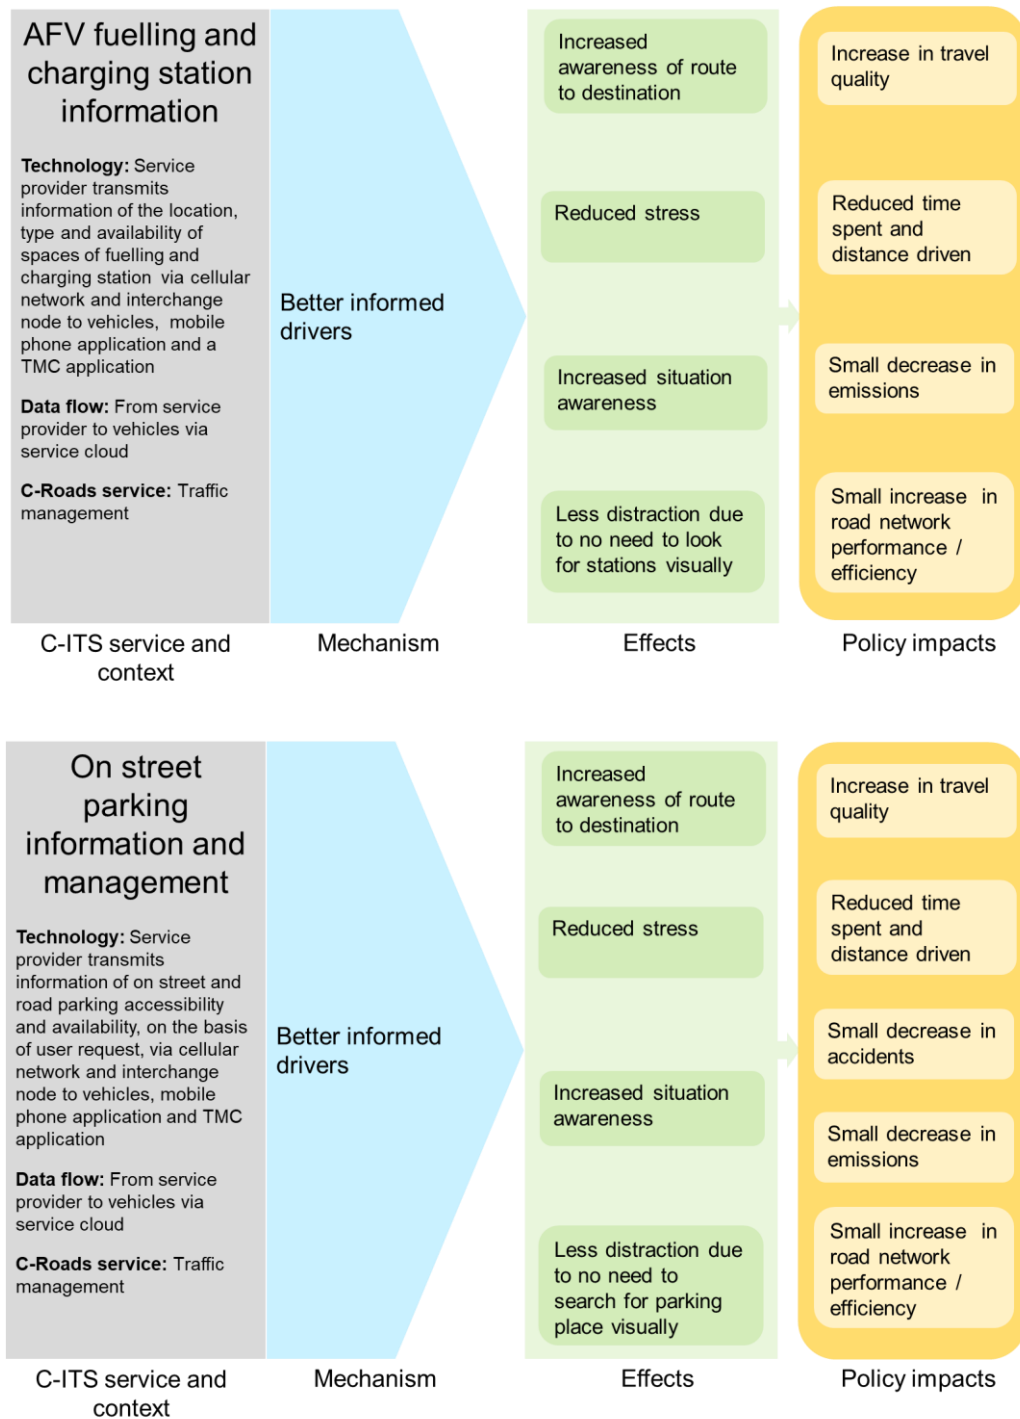 AFV fuelling and
charging station
information
Technology: Service
provider transmits
information of the location,
type and availability of
spaces of fuelling and
charging station via cellular
network and interchange
node to vehicles, mobile
phone application and a
TMC application
Data flow: From service
provider to vehicles via
service cloud
C-Roads service: Traffic
management
C-ITS service and
context
Better informed
drivers
Mechanism
Increased
awareness of route
to destination
Reduced stress
Increased situation
awareness
Less distraction due
to no need to look
for stations visually
Effects
Increase in travel
quality
Reduced time
spent and
distance driven
Small decrease in
emissions
Small increase in
road network
performance /
efficiency
Policy impacts
On street
parking
information and
management
Technology: Service
provider transmits
information of on street and
road parking accessibility
and availability, on the basis
of user request, via cellular
network and interchange
node to vehicles, mobile
phone application and TMC
application
Data flow: From service
provider to vehicles via
service cloud
C-Roads service: Traffic
management
C-ITS service and
context
Better informed
drivers
Mechanism
Increased
awareness of route
to destination
Reduced stress
Increased situation
awareness
Less distraction due
to no need to
search for parking
place visually
Effects
Increase in travel
quality
Reduced time
spent and
distance driven
Small decrease in
accidents
Small decrease in
emissions
Small increase in
road network
performance /
efficiency
Policy impacts